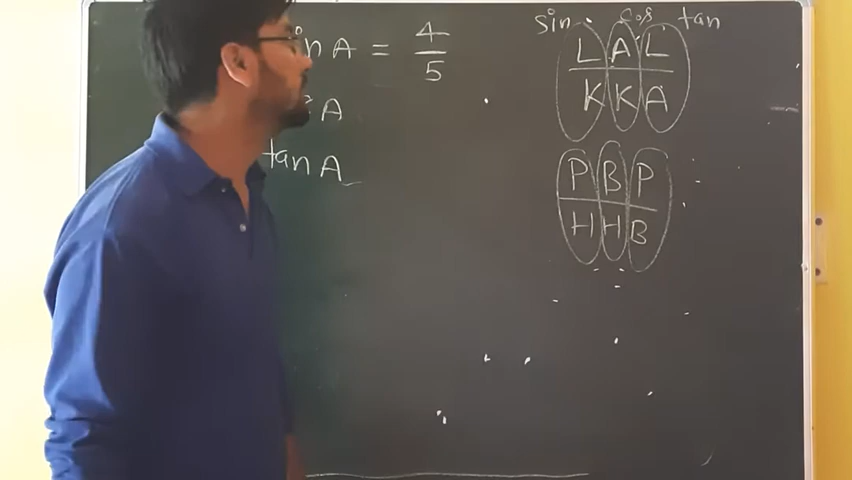 A = 4/5
A
tan A
sin cos tan
L A L
K K A
P B P
H H B